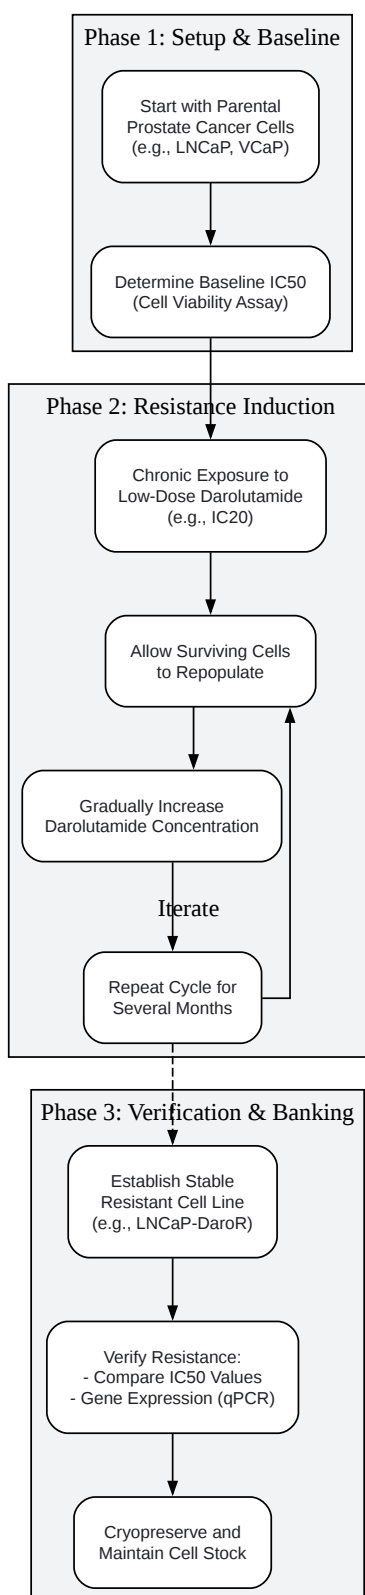 Phase 1: Setup & Baseline
Start with Parental
Prostate Cancer Cells
(e.g., LNCaP, VCaP)
Determine Baseline IC50
(Cell Viability Assay)
Phase 2: Resistance Induction
Chronic Exposure to
Low-Dose Darolutamide
(e.g., IC20)
Allow Surviving Cells
to Repopulate
Gradually Increase
Darolutamide Concentration
Iterate
Repeat Cycle for
Several Months
Phase 3: Verification & Banking
Establish Stable
Resistant Cell Line
(e.g., LNCaP-DaroR)
Verify Resistance:
- Compare IC50 Values
- Gene Expression (qPCR)
Cryopreserve and
Maintain Cell Stock